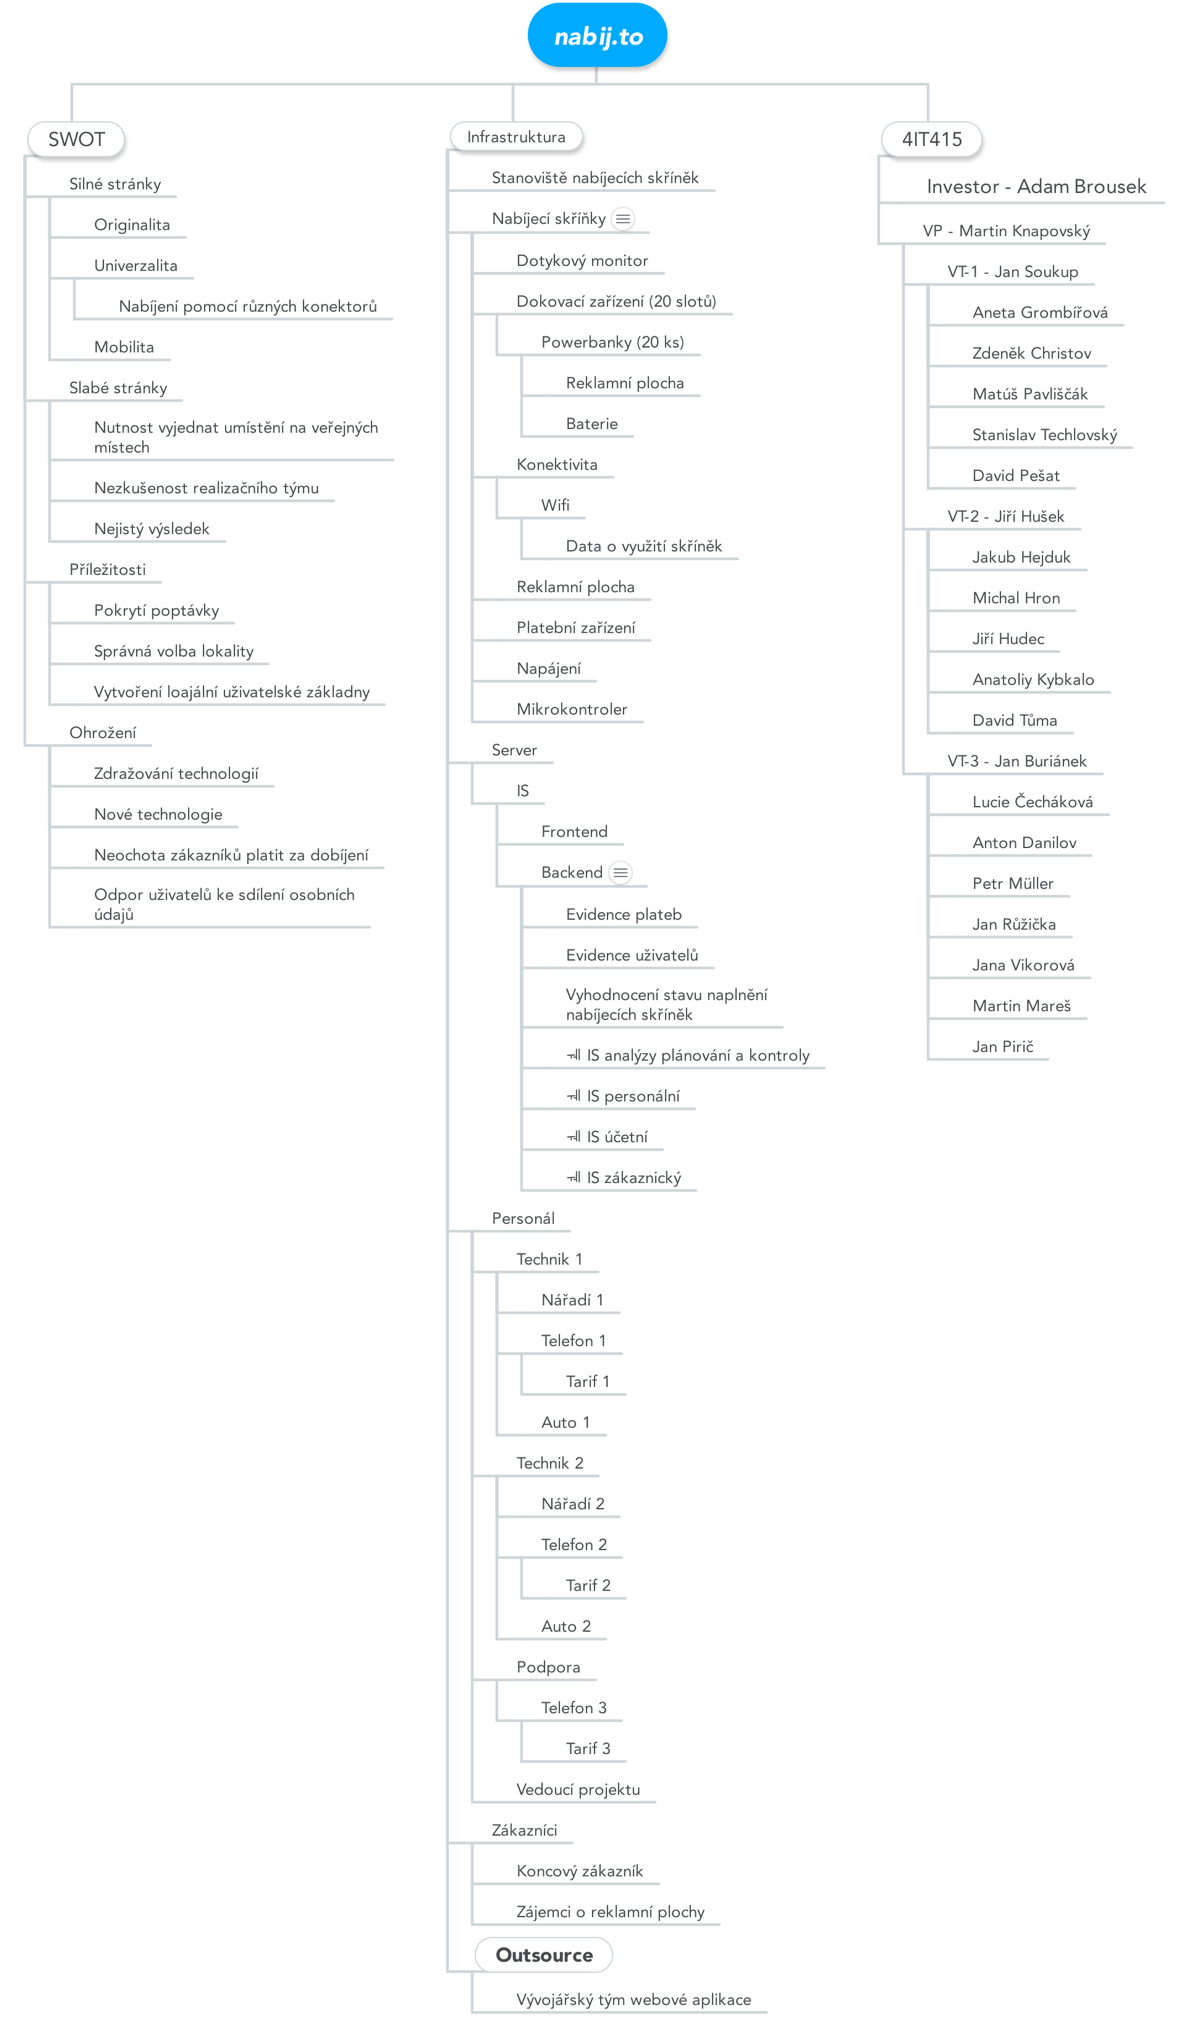 nabij.to
SWOT
Silné stránky
Originalita
Univerzalita
Nabíjení pomocí různých konektorů
Mobilita
Slabé stránky
Nutnost vyjednat umístění na veřejných
místech
Nezkušenost realizačního týmu
Nejistý výsledek
Příležitosti
Pokrytí poptávky
Správná volba lokality
Vytvoření loajální uživatelské základny
Ohrožení
Zdražování technologií
Nové technologie
Neochota zákazníků platit za dobíjení
Odpor uživatelů ke sdílení osobních
údajů
Infrastruktura
Stanoviště nabíjecích skříněk
Nabíjecí skříňky
Dotykový monitor
Dokovací zařízení (20 slotů)
Powerbanky (20 ks)
Reklamní plocha
Baterie
Konektivita
Wifi
Data o využití skříněk
Reklamní plocha
Platební zařízení
Napájení
Mikrokontroler
Server
IS
Frontend
Backend
Evidence plateb
Evidence uživatelů
Vyhodnocení stavu naplnění
nabíjecích skříněk
IS analýzy plánování a kontroly
IS personální
IS účetní
IS zákaznický
Personál
Technik 1
Nářadí 1
Telefon 1
Tarif 1
Auto 1
Technik 2
Nářadí 2
Telefon 2
Tarif 2
Auto 2
Podpora
Telefon 3
Tarif 3
Vedoucí projektu
Zákazníci
Koncový zákazník
Zájemci o reklamní plochy
Outsource
Vývojářský tým webové aplikace
4IT415
Investor - Adam Brousek
VP - Martin Knapovský
VT-1 - Jan Soukup
Aneta Grombířová
Zdeněk Christov
Matúš Pavliščák
Stanislav Techlovský
David Pešat
VT-2 - Jiří Hušek
Jakub Hejduk
Michal Hron
Jiří Hudec
Anatoliy Kybkalo
David Tůma
VT-3 - Jan Buriánek
Lucie Čecháková
Anton Danilov
Petr Müller
Jan Růžička
Jana Vikorová
Martin Mareš
Jan Pirič